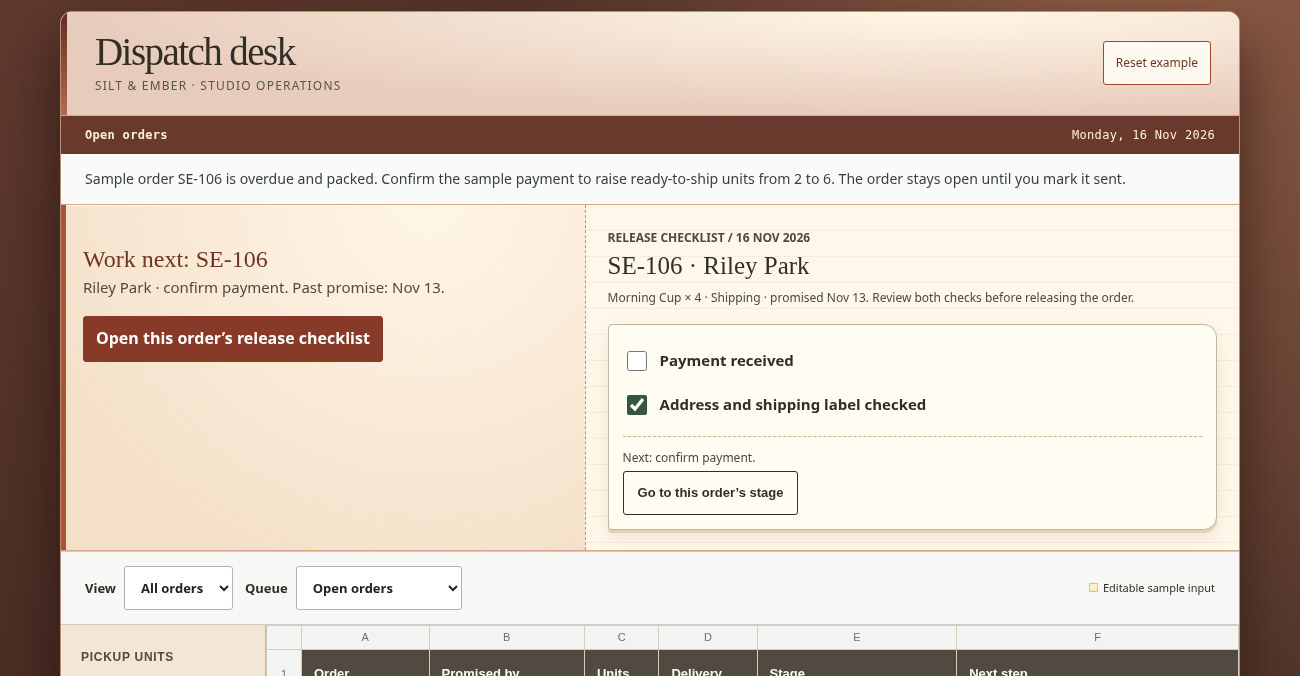 Dispatch desk
SILT & EMBER · STUDIO OPERATIONS
Reset example
Open orders
Monday, 16 Nov 2026
Sample order SE-106 is overdue and packed. Confirm the sample payment to raise ready-to-ship units from 2 to 6. The order stays open until you mark it sent.
Work next: SE-106
Riley Park · confirm payment. Past promise: Nov 13.
Open this order’s release checklist
RELEASE CHECKLIST / 16 NOV 2026
SE-106 · Riley Park
Morning Cup × 4 · Shipping · promised Nov 13. Review both checks before releasing the order.
Payment received
Address and shipping label checked
Next: confirm payment.
Go to this order’s stage
View
All orders
Queue
Open orders
Editable sample input
PICKUP UNITS
A B C D E F
1 Order Promised by Units Delivery Stage Next step